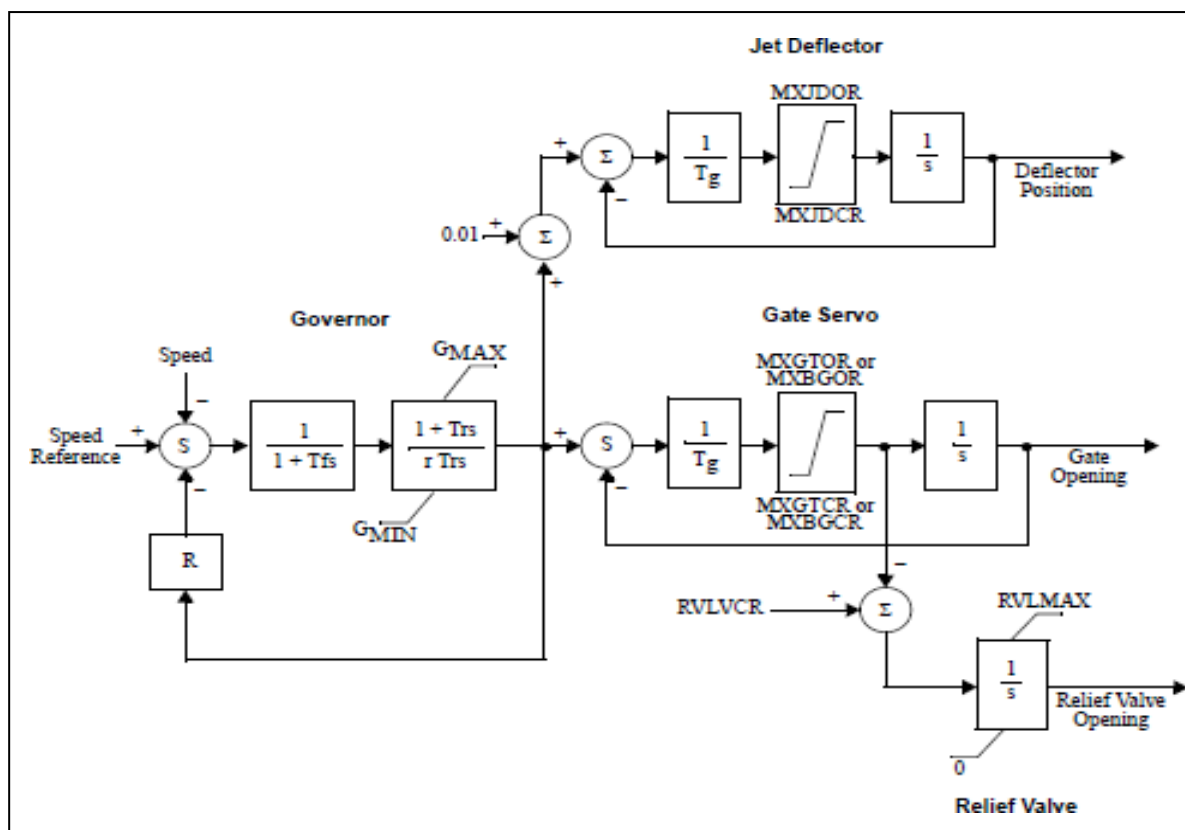 Jet Deflector
MXJDOR
+
Σ
1
Tg
1
s
Deflector
Position
−
MXJDCR
0.01
+
Σ
+
Governor
Gate Servo
Speed
GMAX
MXGTOR or
MXBGOR
−
Speed
Reference
+
S
1
1 + Tfs
1 + Trs
r Trs
+
S
1
Tg
1
s
Gate
Opening
−
−
GMIN
MXGTCR or
MXBGCR
R
−
RVLVCR
+
Σ
RVLMAX
1
s
Relief Valve
Opening
0
Relief Valve